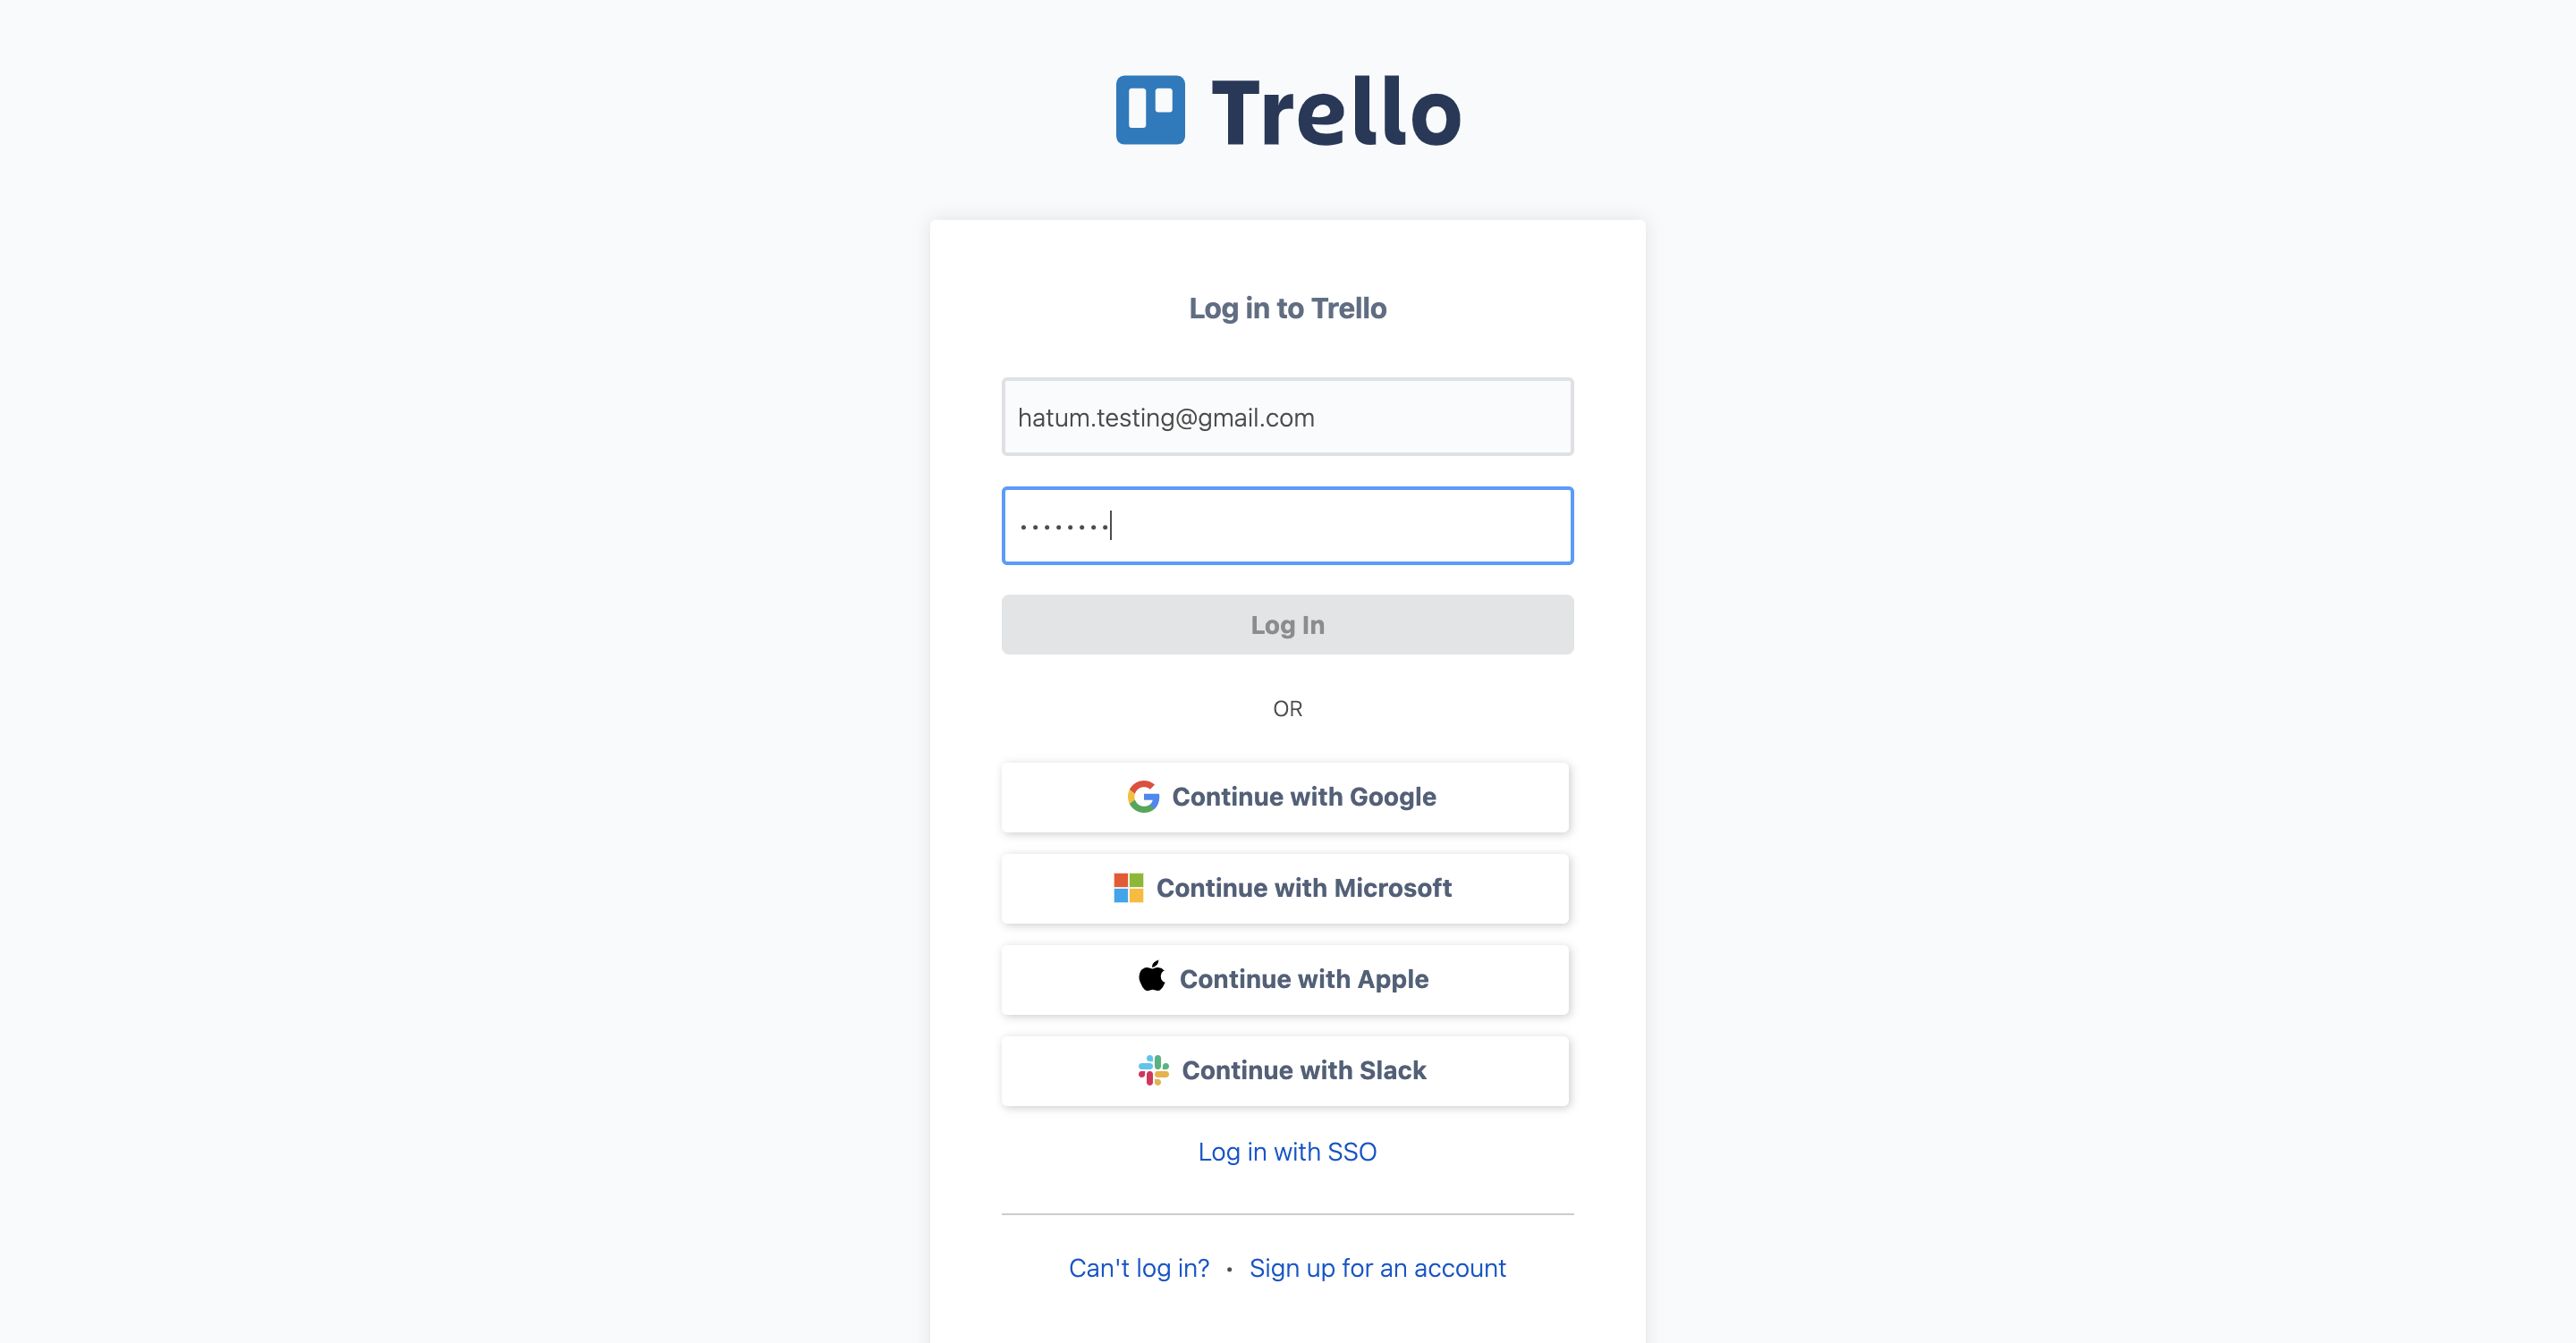 Trello
Log in to Trello
hatum.testing@gmail.com
••••••••
Log In
OR
Continue with Google
Continue with Microsoft
Continue with Apple
Continue with Slack
Log in with SSO
Can't log in? • Sign up for an account